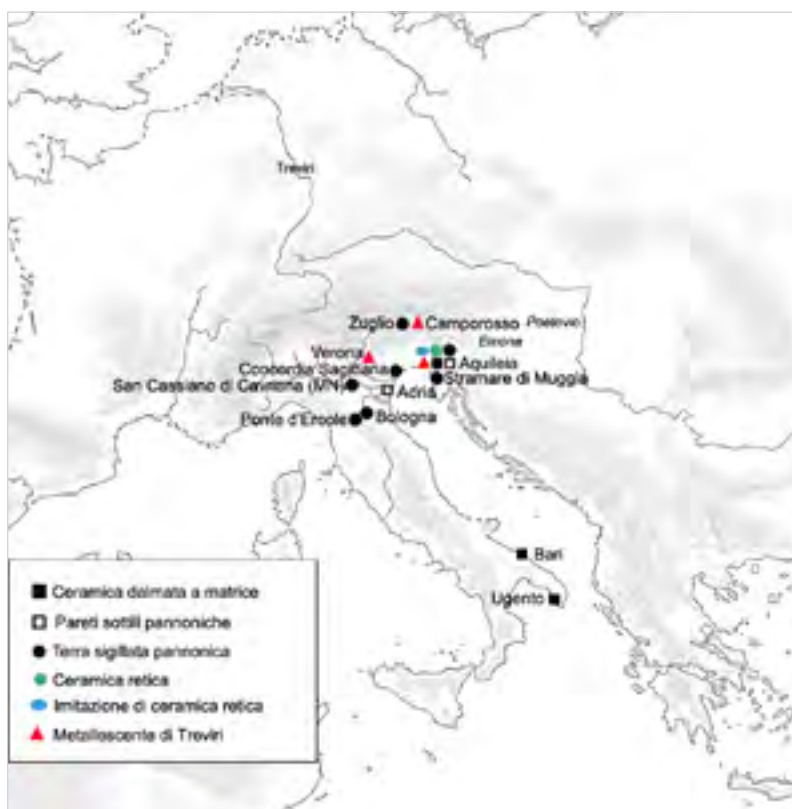 Treviri
Zuglio
Camporosso
Poetovio
Emona
Verona
Aquileia
Concordia Sagittaria
Stramare di Muggia
San Cassiano di (MN)
Adria
Ponte d'Ercole
Bologna
Bari
Ugento
Ceramica dalmata a matrice
Pareti sottili pannoniche
Terra sigillata pannonica
Ceramica retica
Imitazione di ceramica retica
Metallescente di Treviri